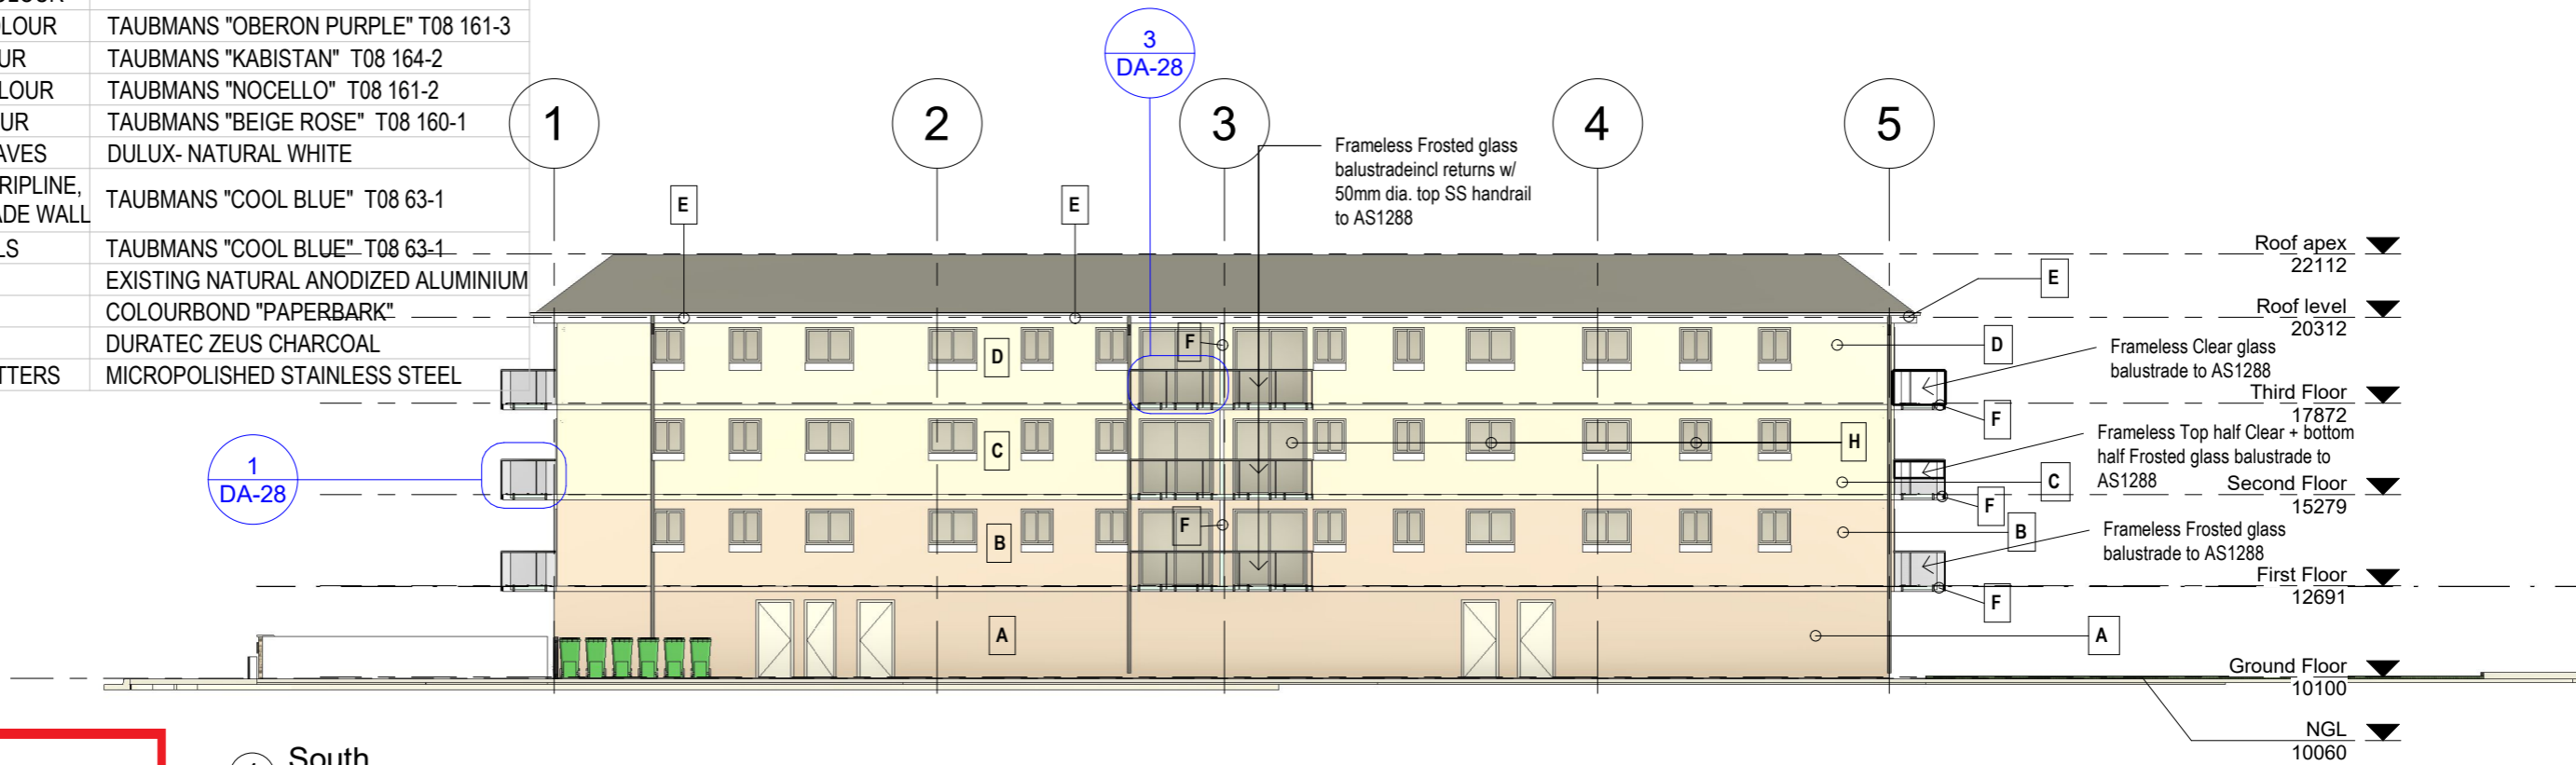 OLOUR TAUBMANS "OBERON PURPLE" T08 161-3
UR TAUBMANS "KABISTAN" T08 164-2
LOUR TAUBMANS "NOCELLO" T08 161-2
UR TAUBMANS "BEIGE ROSE" T08 160-1
AVES DULUX- NATURAL WHITE
RIPLINE,
ADE WALL TAUBMANS "COOL BLUE" T08 63-1
LS TAUBMANS "COOL BLUE" T08 63-1
EXISTING NATURAL ANODIZED ALUMINIUM
COLOURBOND "PAPERBARK"
DURATEC ZEUS CHARCOAL
TTERS MICROPOLISHED STAINLESS STEEL
3
DA-28
1 2 3 4 5
Frameless Frosted glass
balustradeincl returns w/
50mm dia. top SS handrail
to AS1288
E E
Roof apex
22112
E
Roof level
20312
F
D
D
Frameless Clear glass
balustrade to AS1288
Third Floor
17872
F
Frameless Top half Clear + bottom
half Frosted glass balustrade to
AS1288
C
H
C
1
DA-28
Second Floor
15279
F
F
B
B
Frameless Frosted glass
balustrade to AS1288
First Floor
12691
F
A
A
Ground Floor
10100
NGL
10060
South